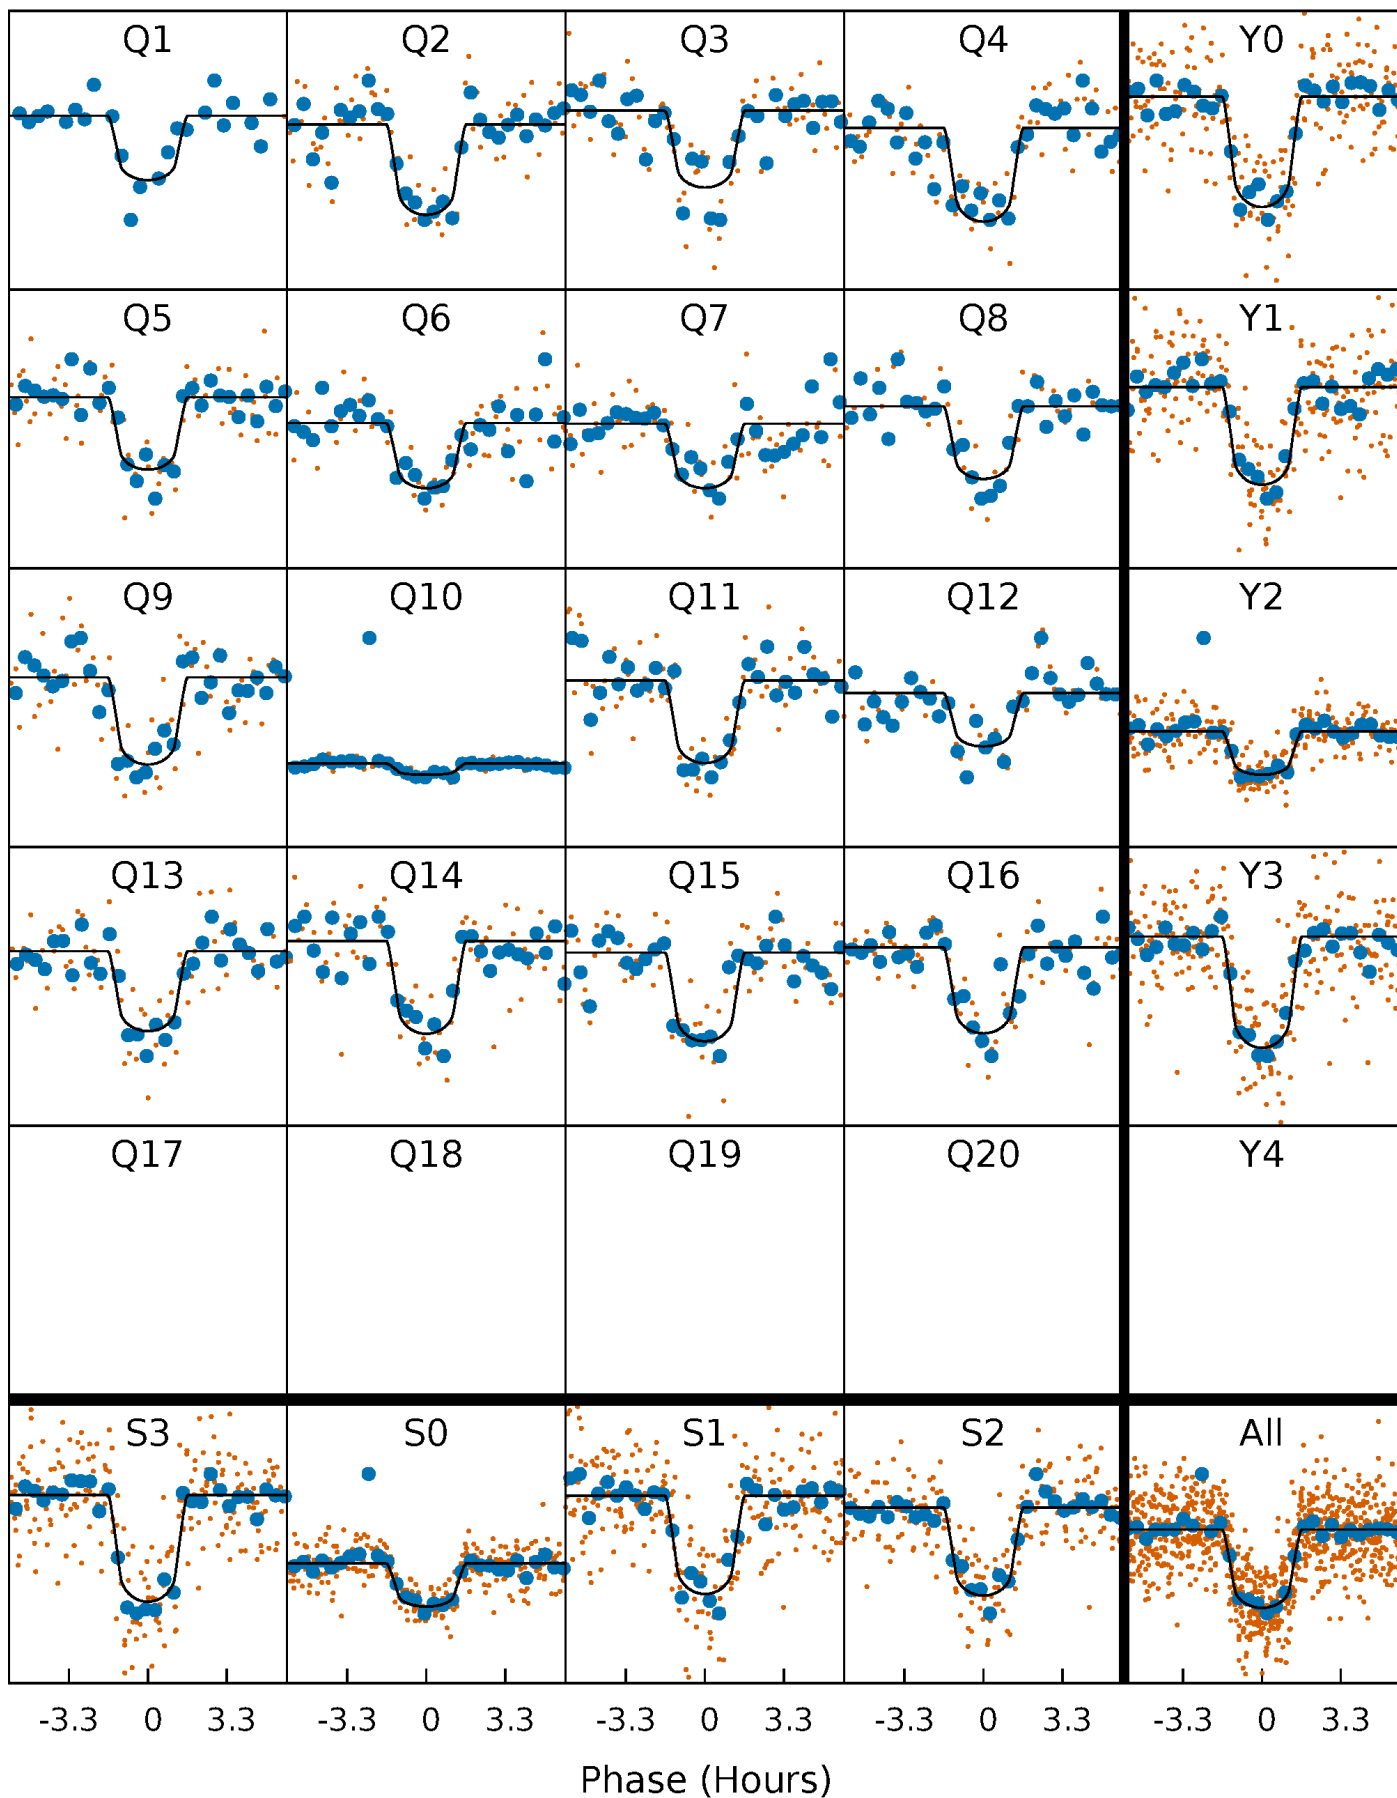 Q1 Q2 Q3 Q4 Y0
Q5 Q6 Q7 Q8 Y1
Q9 Q10 Q11 Q12 Y2
Q13 Q14 Q15 Q16 Y3
Q17 Q18 Q19 Q20 Y4
S3 S0 S1 S2 All
-3.3 0 3.3 -3.3 0 3.3 -3.3 0 3.3 -3.3 0 3.3 -3.3 0 3.3
Phase (Hours)